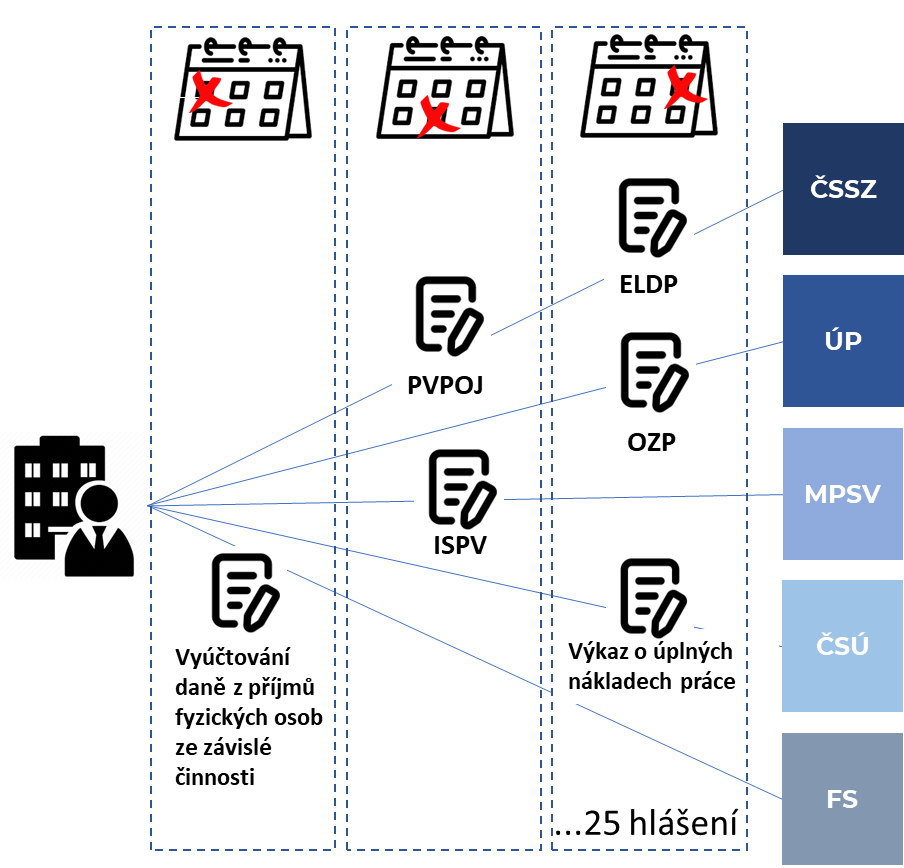 ČSSZ
ELDP
ÚP
PVPOJ
OZP
MPSV
ISPV
Vyúčtování
daně z příjmů
fyzických osob
ze závislé
činnosti
Výkaz o úplných
nákladech práce
ČSÚ
FS
...25 hlášení